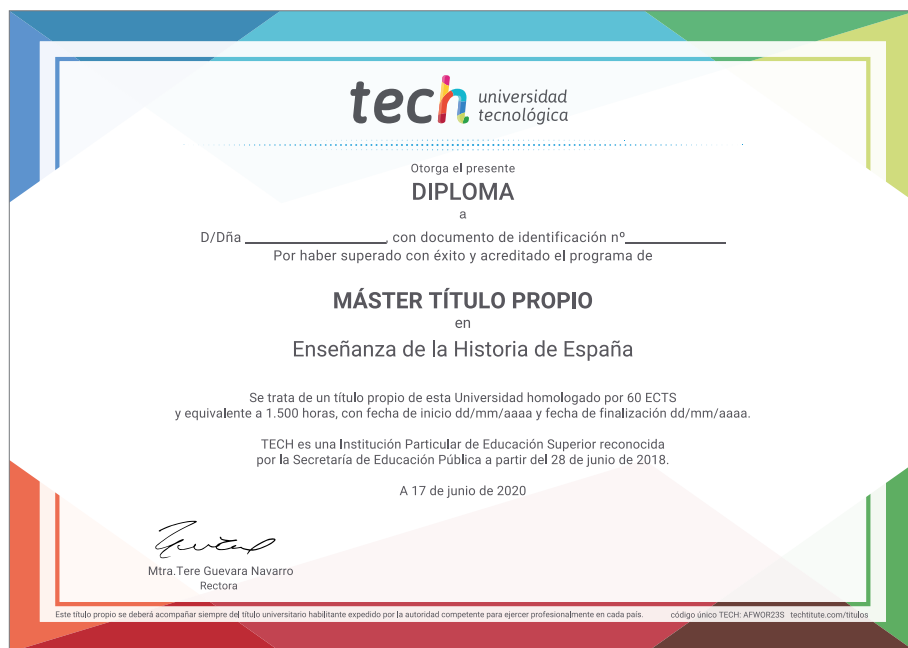 tech universidad
tecnológica
Otorga el presente
DIPLOMA
a
D/Dña ____________________, con documento de identificación nº______________
Por haber superado con éxito y acreditado el programa de
MÁSTER TÍTULO PROPIO
en
Enseñanza de la Historia de España
Se trata de un título propio de esta Universidad homologado por 60 ECTS
y equivalente a 1.500 horas, con fecha de inicio dd/mm/aaaa y fecha de finalización dd/mm/aaaa.
TECH es una Institución Particular de Educación Superior reconocida
por la Secretaría de Educación Pública a partir del 28 de junio de 2018.
A 17 de junio de 2020
Mtra.Tere Guevara Navarro
Rectora
Este título propio se deberá acompañar siempre del título universitario habilitante expedido por la autoridad competente para ejercer profesionalmente en cada país. código único TECH: AFWOR23S techtitute.com/titulos